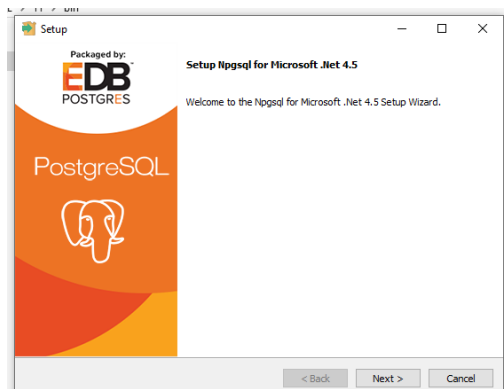 Setup
Packaged by:
EDB
POSTGRES
Setup Npgsql for Microsoft .Net 4.5
Welcome to the Npgsql for Microsoft .Net 4.5 Setup Wizard.
PostgreSQL
< Back
Next >
Cancel